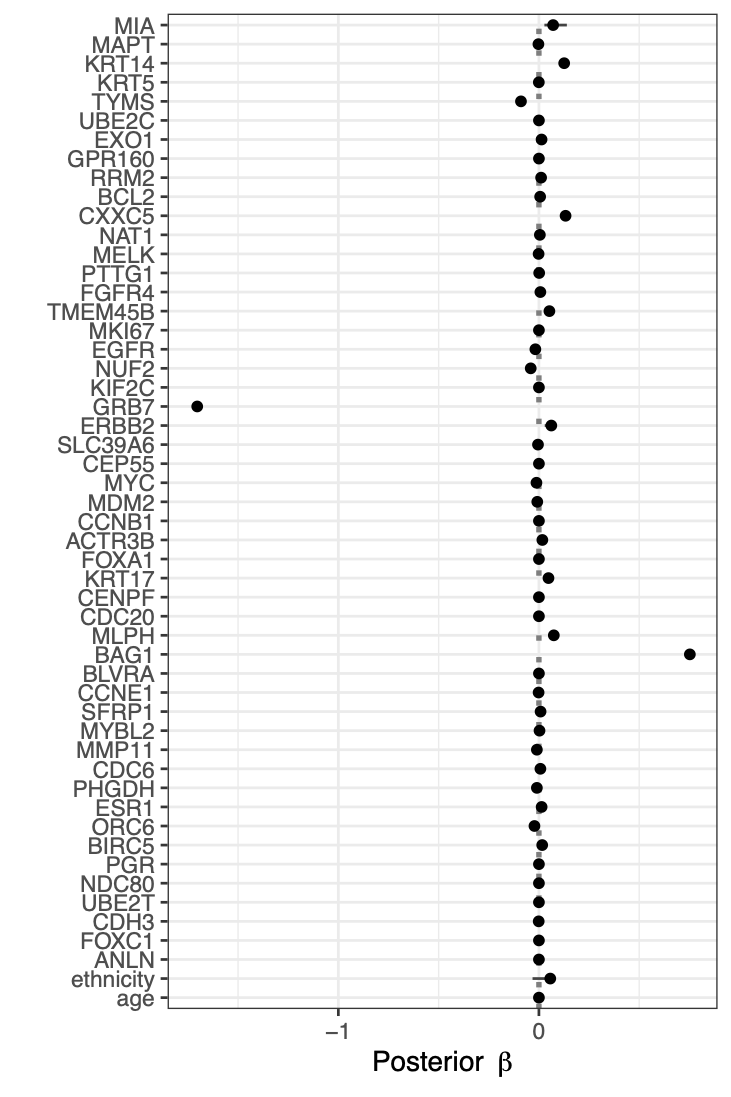 MIA
MAPT
KRT14
KRT5
TYMS
UBE2C
EXO1
GPR160
RRM2
BCL2
CXXC5
NAT1
MELK
PTTG1
FGFR4
TMEM45B
MKI67
EGFR
NUF2
KIF2C
GRB7
ERBB2
SLC39A6
CEP55
MYC
MDM2
CCNB1
ACTR3B
FOXA1
KRT17
CENPF
CDC20
MLPH
BAG1
BLVRA
CCNE1
SFRP1
MYBL2
MMP11
CDC6
PHGDH
ESR1
ORC6
BIRC5
PGR
NDC80
UBE2T
CDH3
FOXC1
ANLN
ethnicity
age
−1 0
Posterior β